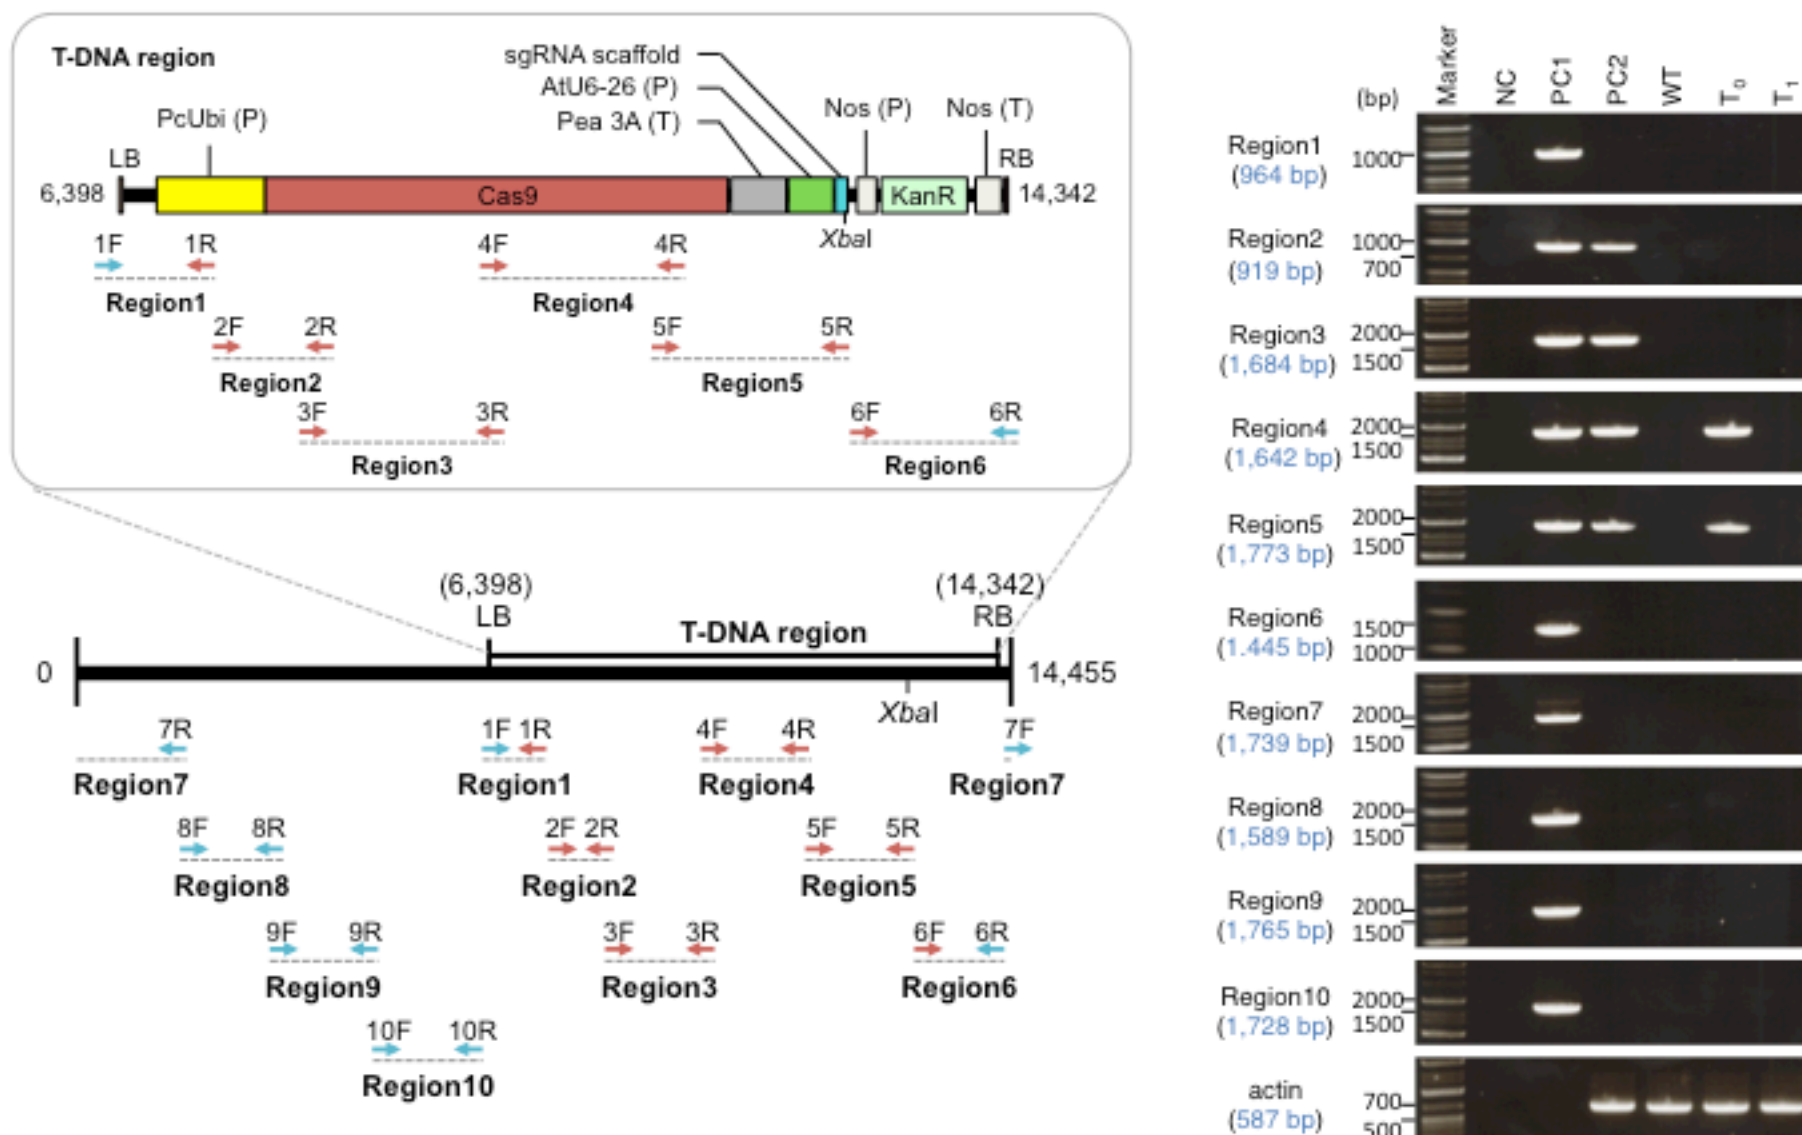 T-DNA region
sgRNA scaffold
AtU6-26 (P)
Pea 3A (T)
PcUbi (P)
Nos (P)
Nos (T)
LB
RB
6,398
Cas9
KanR
14,342
XbaI
1F
1R
4F
4R
Region1
Region4
2F
2R
5F
5R
Region2
Region5
3F
3R
6F
6R
Region3
Region6
(6,398)
(14,342)
LB
RB
T-DNA region
0
14,455
XbaI
7R
1F
1R
4F
4R
7F
Region7
Region1
Region4
Region7
8F
8R
2F
2R
5F
5R
Region8
Region2
Region5
9F
9R
3F
3R
6F
6R
Region9
Region3
Region6
10F
10R
Region10
(bp)
Marker
NC
PC1
PC2
WT
T0
T1
Region1
(964 bp)
1000
Region2
(919 bp)
1000
700
Region3
(1,684 bp)
2000
1500
Region4
(1,642 bp)
2000
1500
Region5
(1,773 bp)
2000
1500
Region6
(1.445 bp)
1500
1000
Region7
(1,739 bp)
2000
1500
Region8
(1,589 bp)
2000
1500
Region9
(1,765 bp)
2000
1500
Region10
(1,728 bp)
2000
1500
actin
(587 bp)
700
500